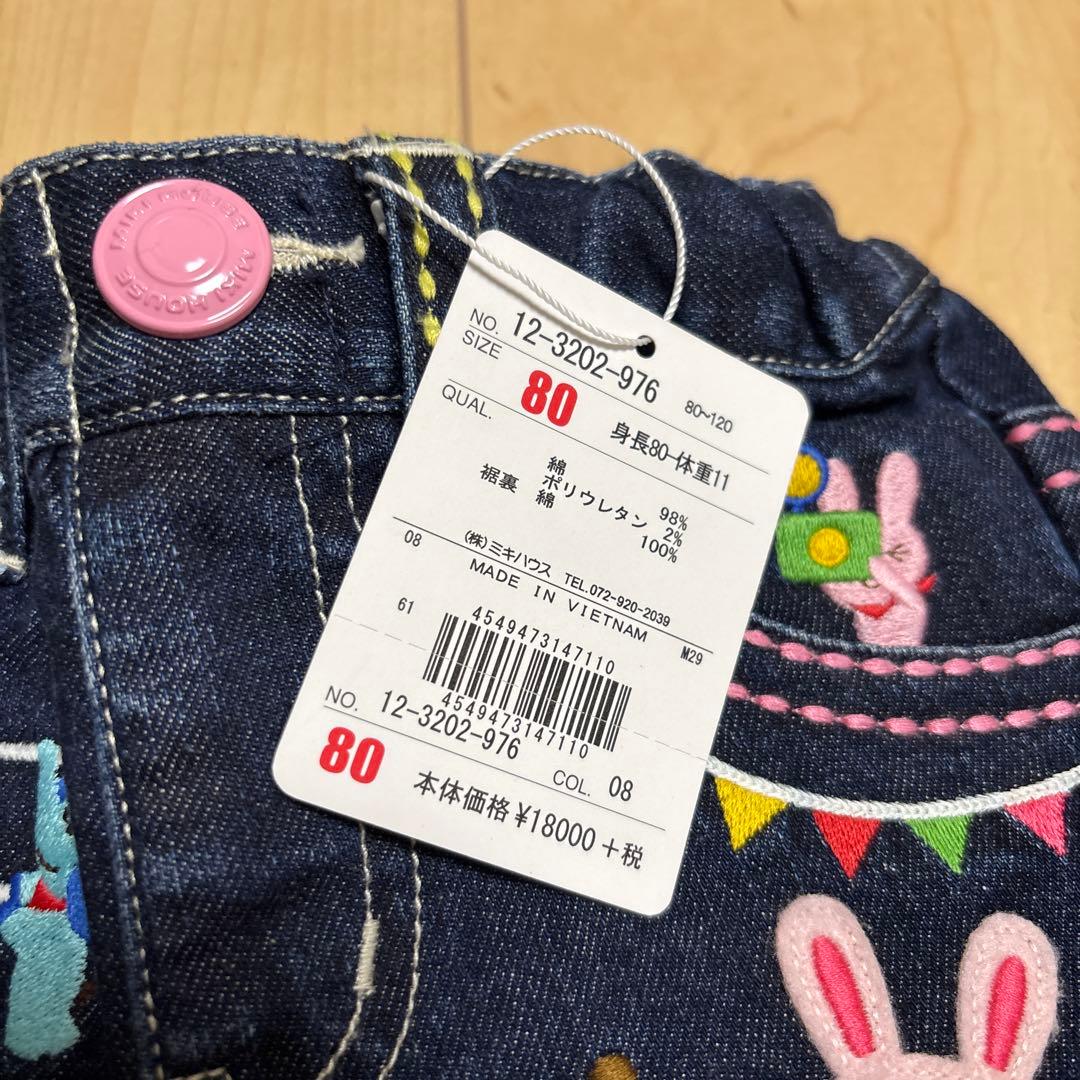 MIKI HOUSE
MIKI HOUSE
NO. 12-3202-976
SIZE 80 80~120
身長80-体重11
QUAL.
綿 98%
ポリウレタン 2%
裾裏 綿 100%
08 (株)ミキハウス TEL.072-920-2039
MADE IN VIETNAM
61 M29
4549473147110
4549473147110
NO. 12-3202-976
80 COL. 08
本体価格¥18000+税